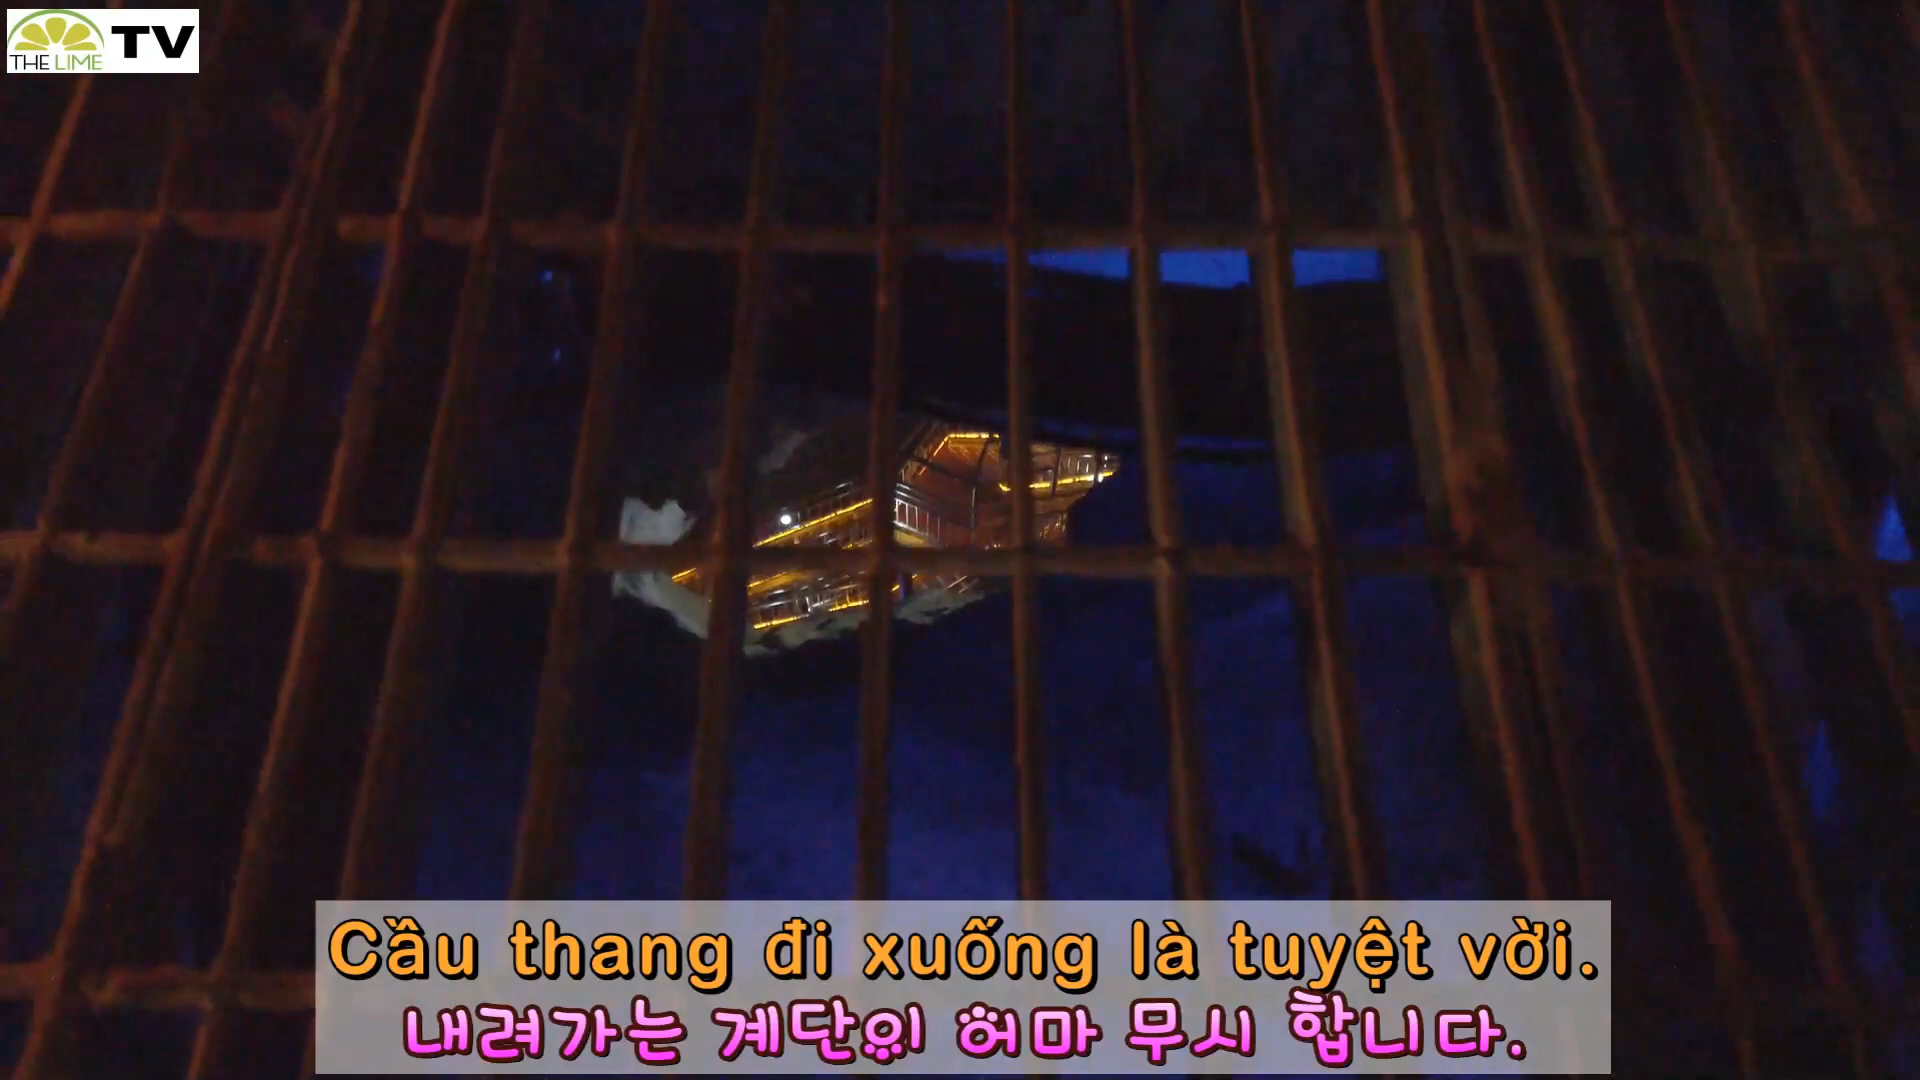 THE LIME TV
Cầu thang đi xuống là tuyệt vời.
내려가는 계단의 어마 무시 합니다.